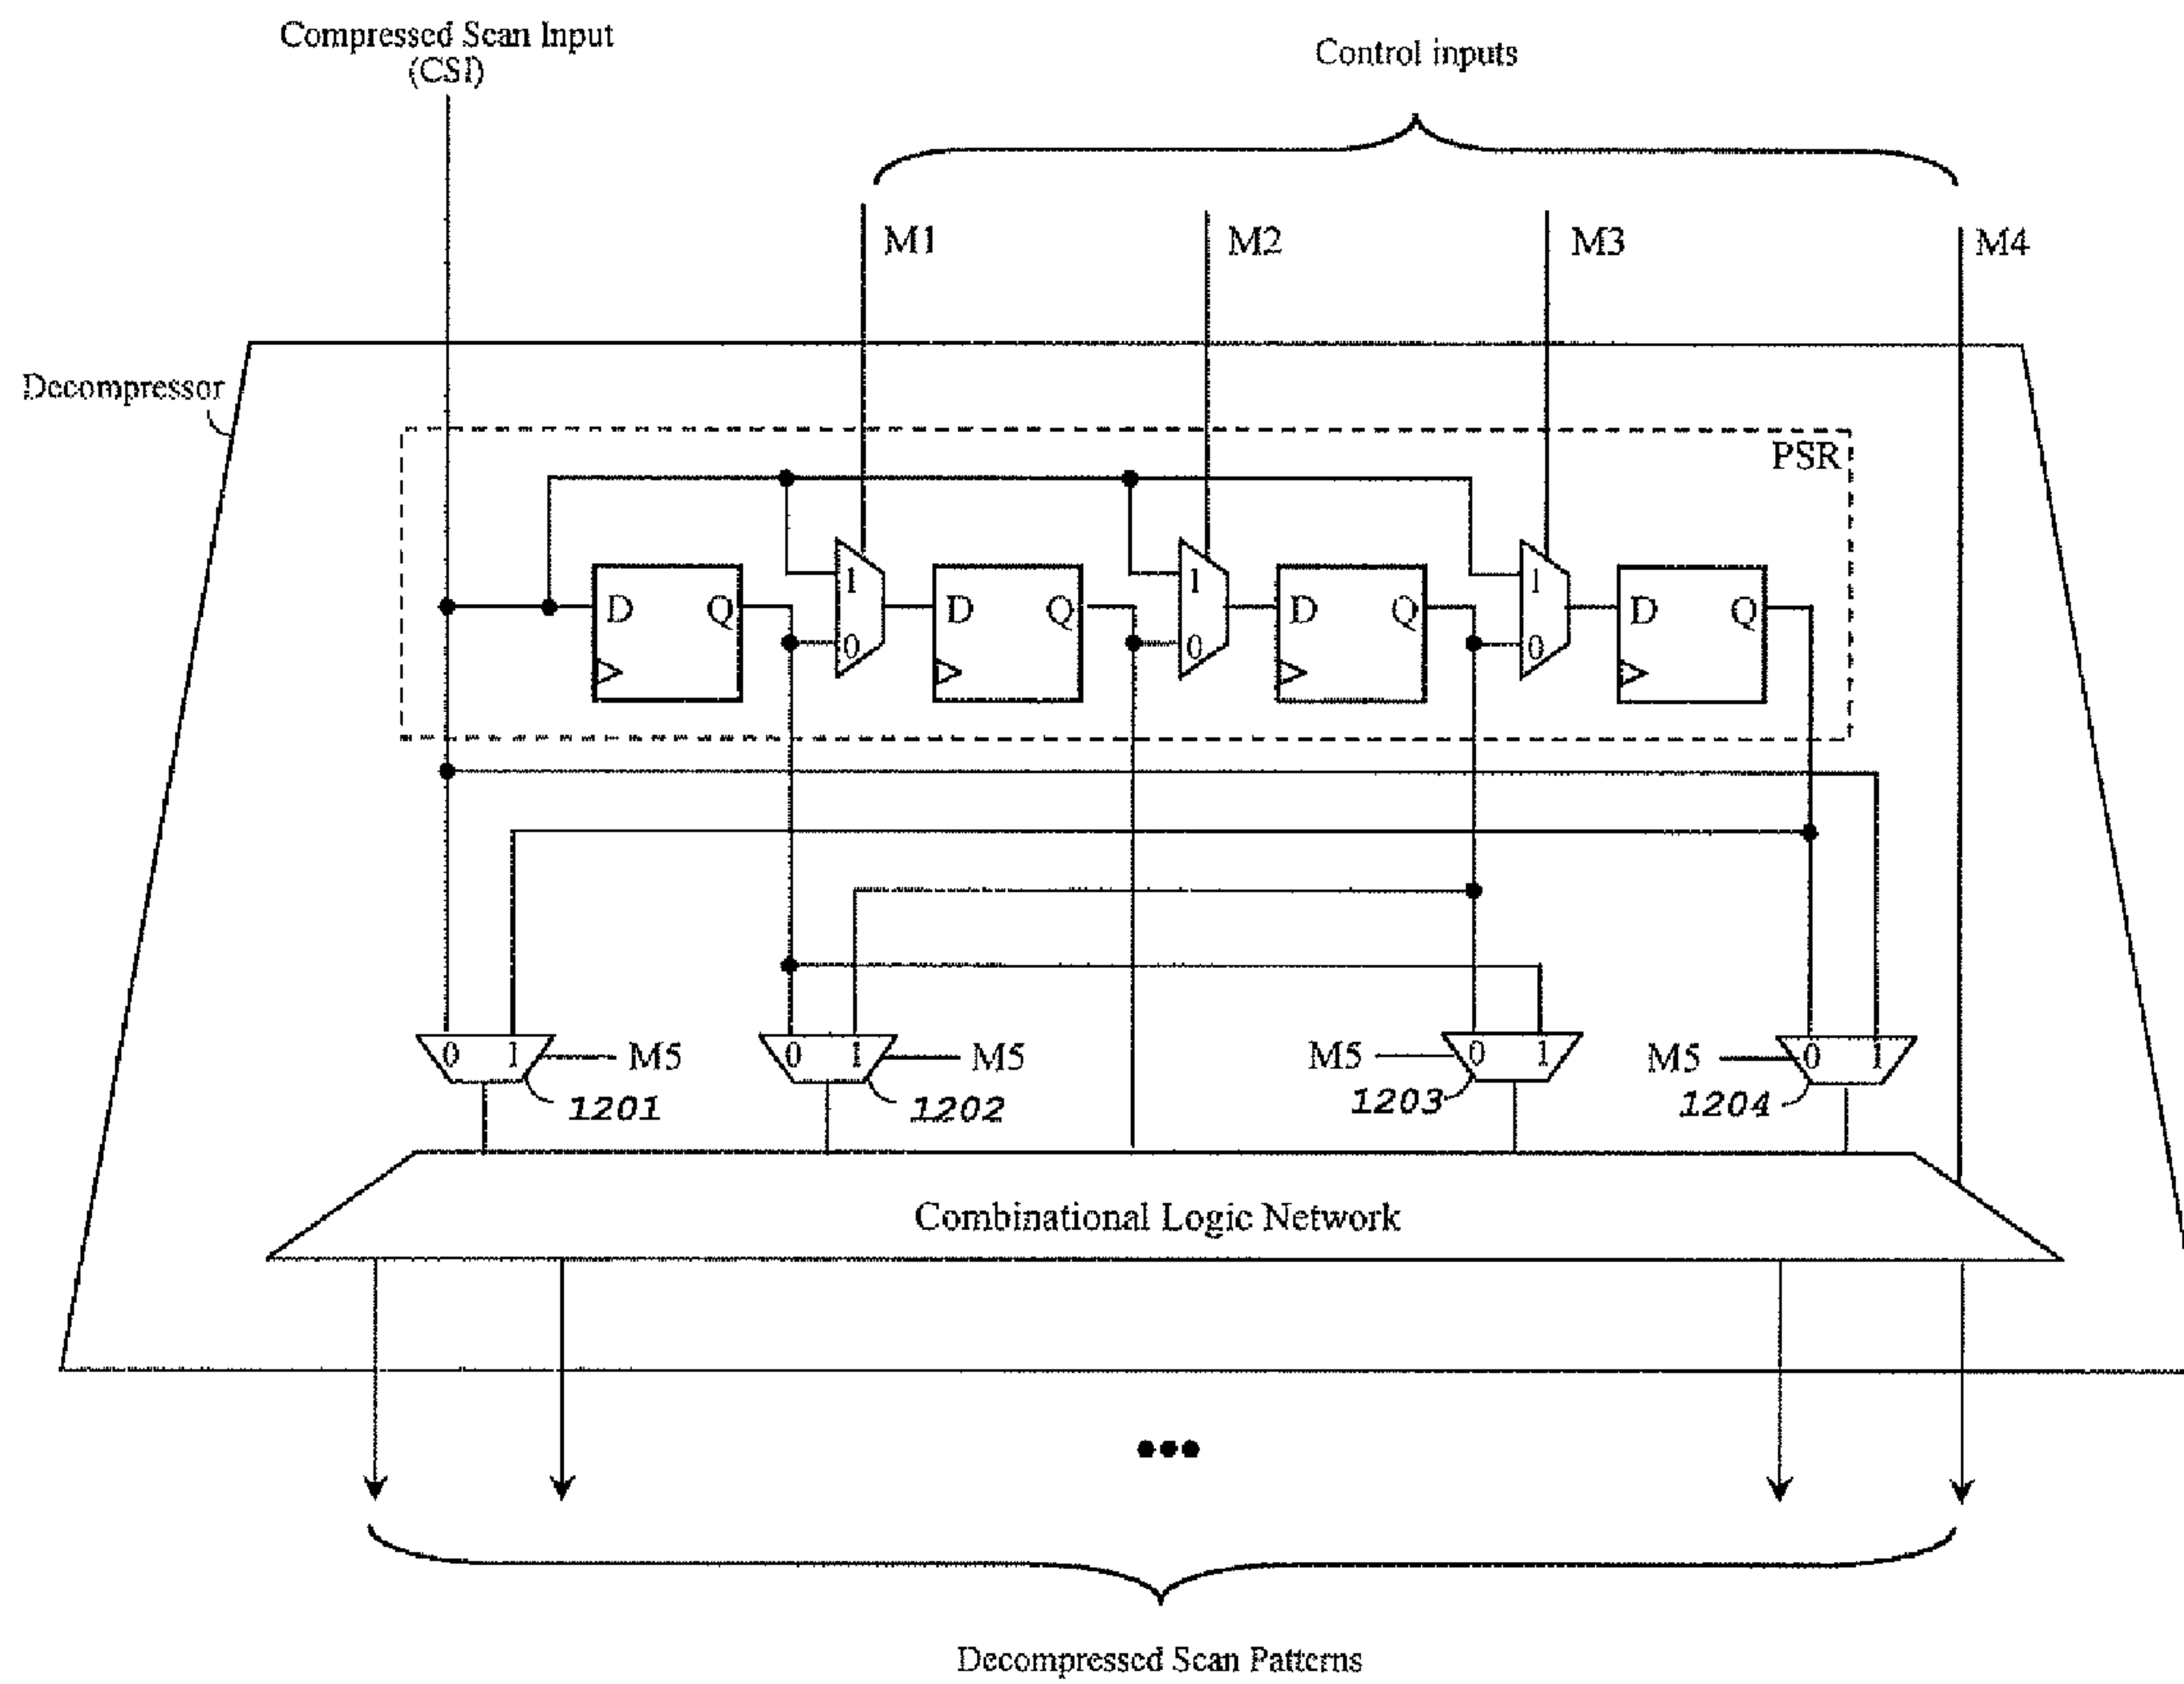 Compressed Scan Input
(CSI)
Control inputs
M1
M2
M3
M4
Decompressor
PSR
1
1
1
D Q
D Q
D Q
D Q
0
0
0
0 1
M5
0 1
M5
M5
0 1
M5
0 1
1201
1202
1203
1204
Combinational Logic Network
Decompressed Scan Patterns